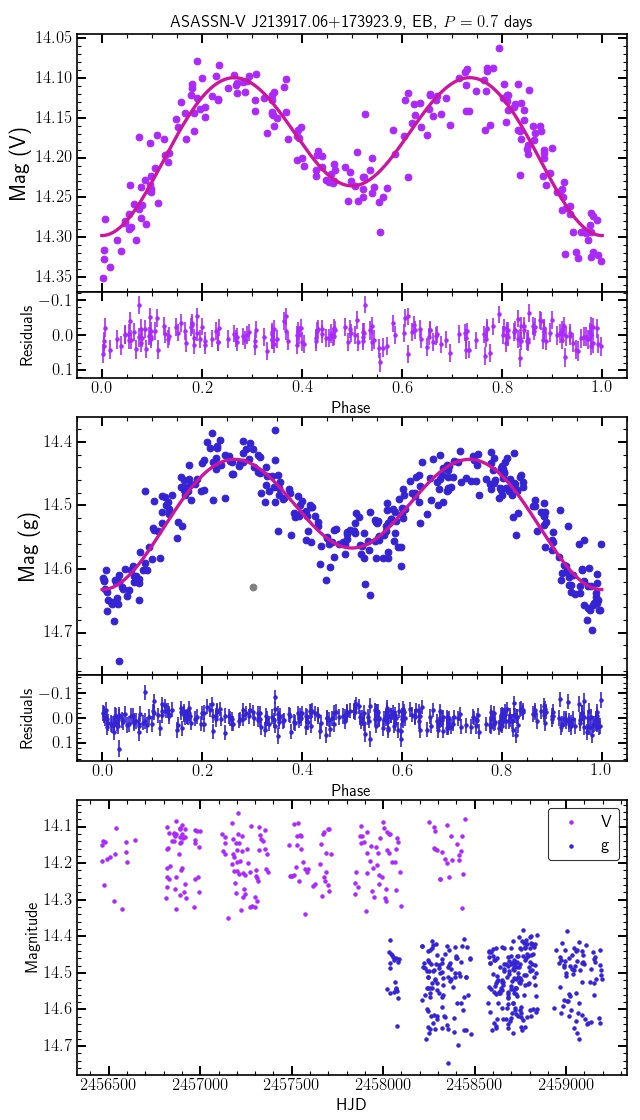 ASASSN-V J213917.06+173923.9, EB, P = 0.7 days
14.05
14.10
14.15
14.20
14.25
14.30
14.35
Mag (V)
−0.1
0.0
0.1
Residuals
0.0 0.2 0.4 0.6 0.8 1.0
Phase
14.4
14.5
14.6
14.7
Mag (g)
−0.1
0.0
0.1
Residuals
0.0 0.2 0.4 0.6 0.8 1.0
Phase
14.1
14.2
14.3
14.4
14.5
14.6
14.7
Magnitude
V
g
2456500 2457000 2457500 2458000 2458500 2459000
HJD